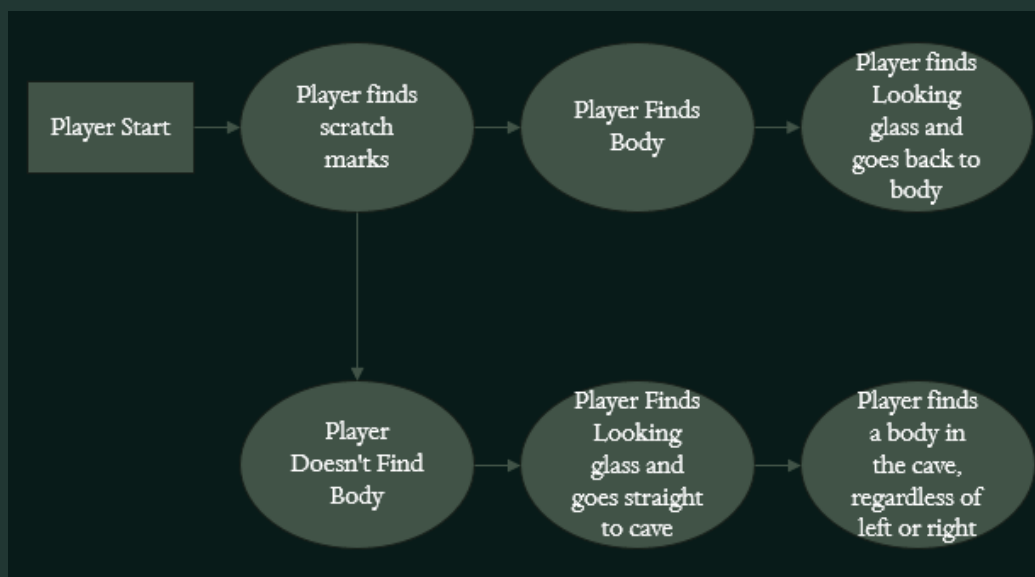 Player Start
Player finds
scratch
marks
Player Finds
Body
Player finds
Looking
glass and
goes back to
body
Player
Doesn't Find
Body
Player Finds
Looking
glass and
goes straight
to cave
Player finds
a body in
the cave,
regardless of
left or right